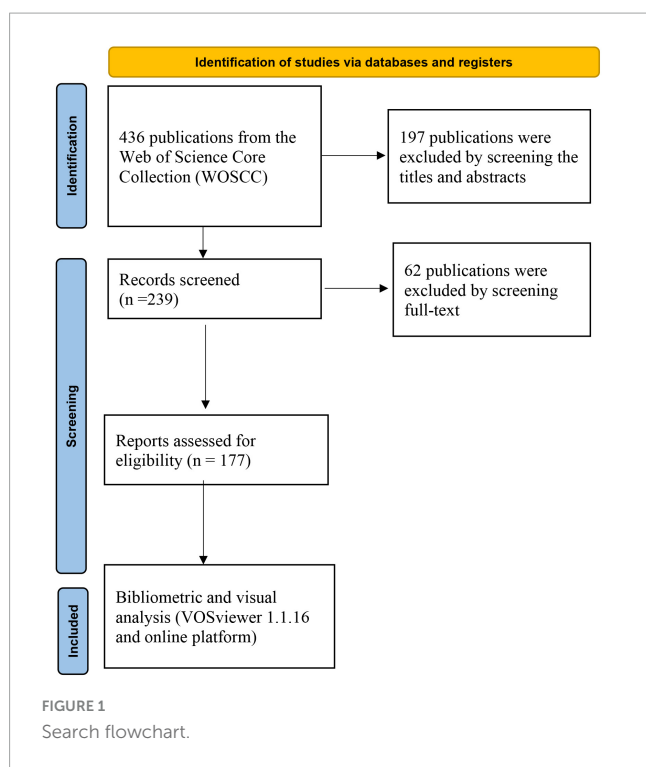 Identification of studies via databases and registers
Identification
436 publications from the
Web of Science Core
Collection (WOSCC)
197 publications were
excluded by screening the
titles and abstracts
Screening
Records screened
(n =239)
62 publications were
excluded by screening
full-text
Reports assessed for
eligibility (n = 177)
Included
Bibliometric and visual
analysis (VOSviewer 1.1.16
and online platform)
FIGURE 1
Search flowchart.